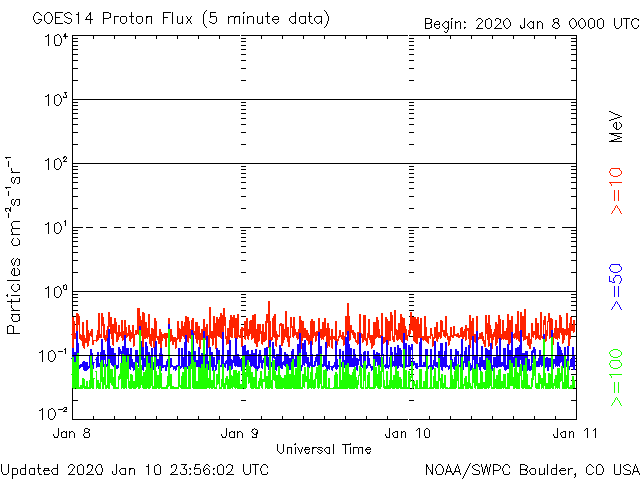 GOES14 Proton Flux (5 minute data)
Begin: 2020 Jan 8 0000 UTC
10⁴
10³
10²
10¹
10⁰
10⁻¹
10⁻²
Particles cm⁻²s⁻¹sr⁻¹
MeV
>=10
>=50
>=100
Jan 8
Jan 9
Jan 10
Jan 11
Universal Time
Updated 2020 Jan 10 23:56:02 UTC
NOAA/SWPC Boulder, CO USA